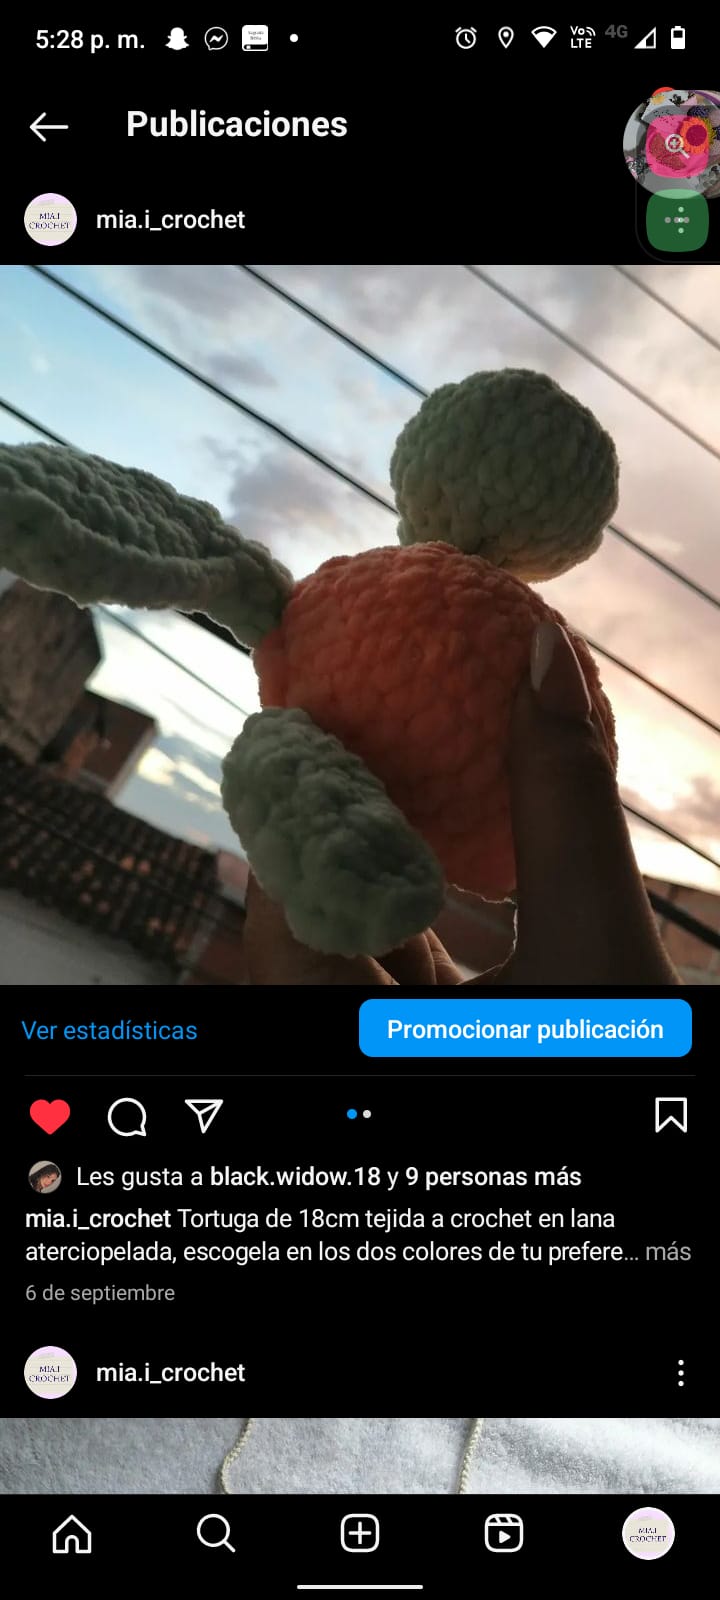 5:28 p. m.
Vo LTE 4G
Publicaciones
MIA.I
CROCHET
mia.i_crochet
Ver estadísticas
Promocionar publicación
Les gusta a black.widow.18 y 9 personas más
mia.i_crochet Tortuga de 18cm tejida a crochet en lana
aterciopelada, escogela en los dos colores de tu prefere... más
6 de septiembre
MIA.I
CROCHET
mia.i_crochet
MIA.I
CROCHET